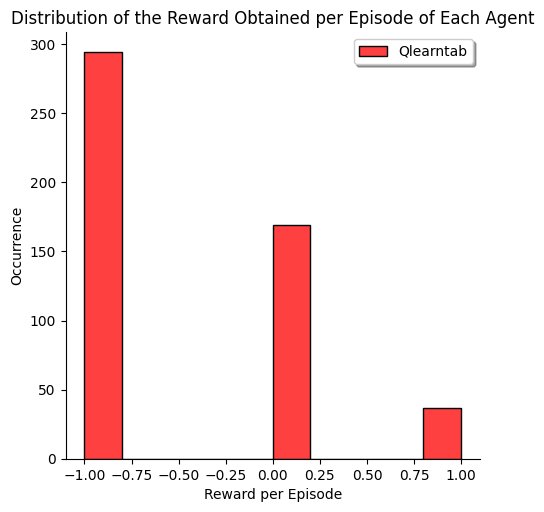 Distribution of the Reward Obtained per Episode of Each Agent
Qlearntab
300
250
200
150
100
50
0
Occurrence
−1.00 −0.75 −0.50 −0.25 0.00 0.25 0.50 0.75 1.00
Reward per Episode